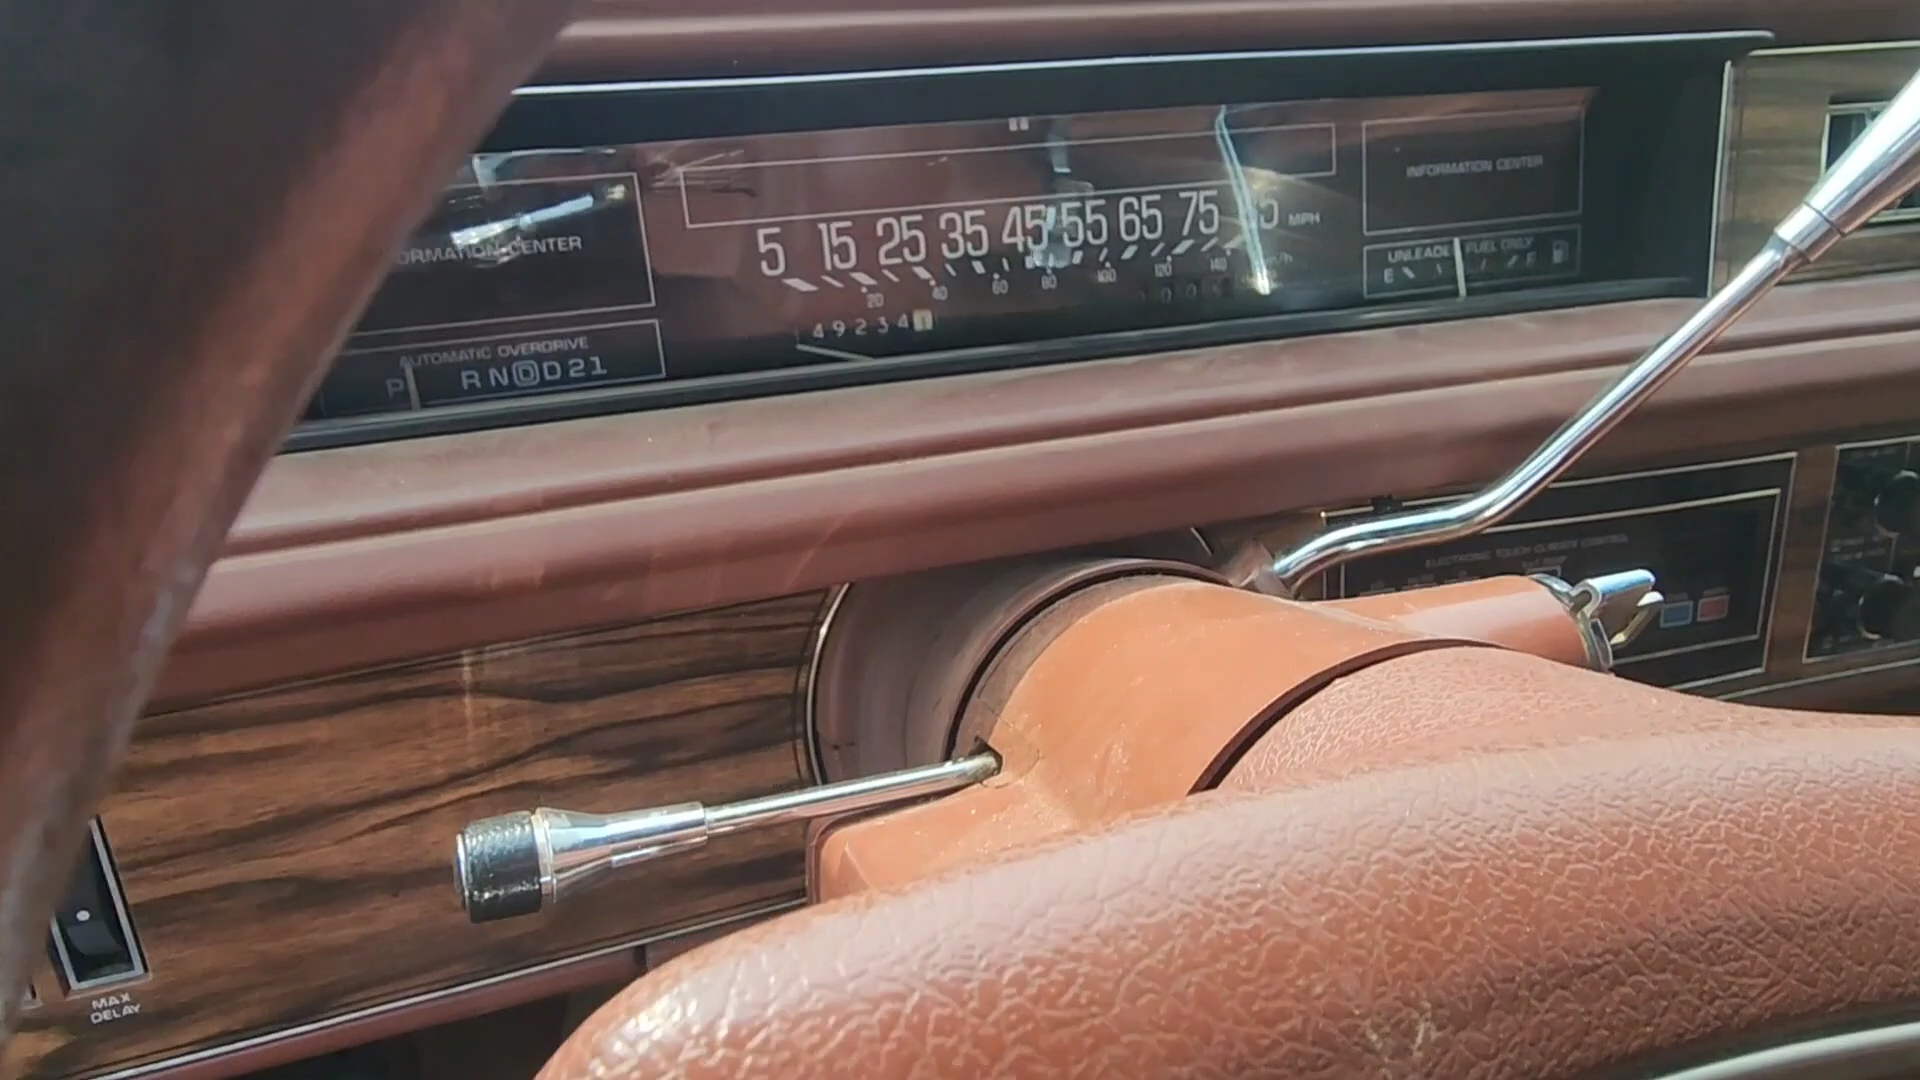 ORMATION CENTER
5 15 25 35 45 55 65 75 85 MPH
20 40 60 80 100 120 140
49234
INFORMATION CENTER
UNLEADED FUEL ONLY
E F
AUTOMATIC OVERDRIVE
P R N D D 2 1
ELECTRONIC TOUCH CLIMATE CONTROL
MAX
DELAY